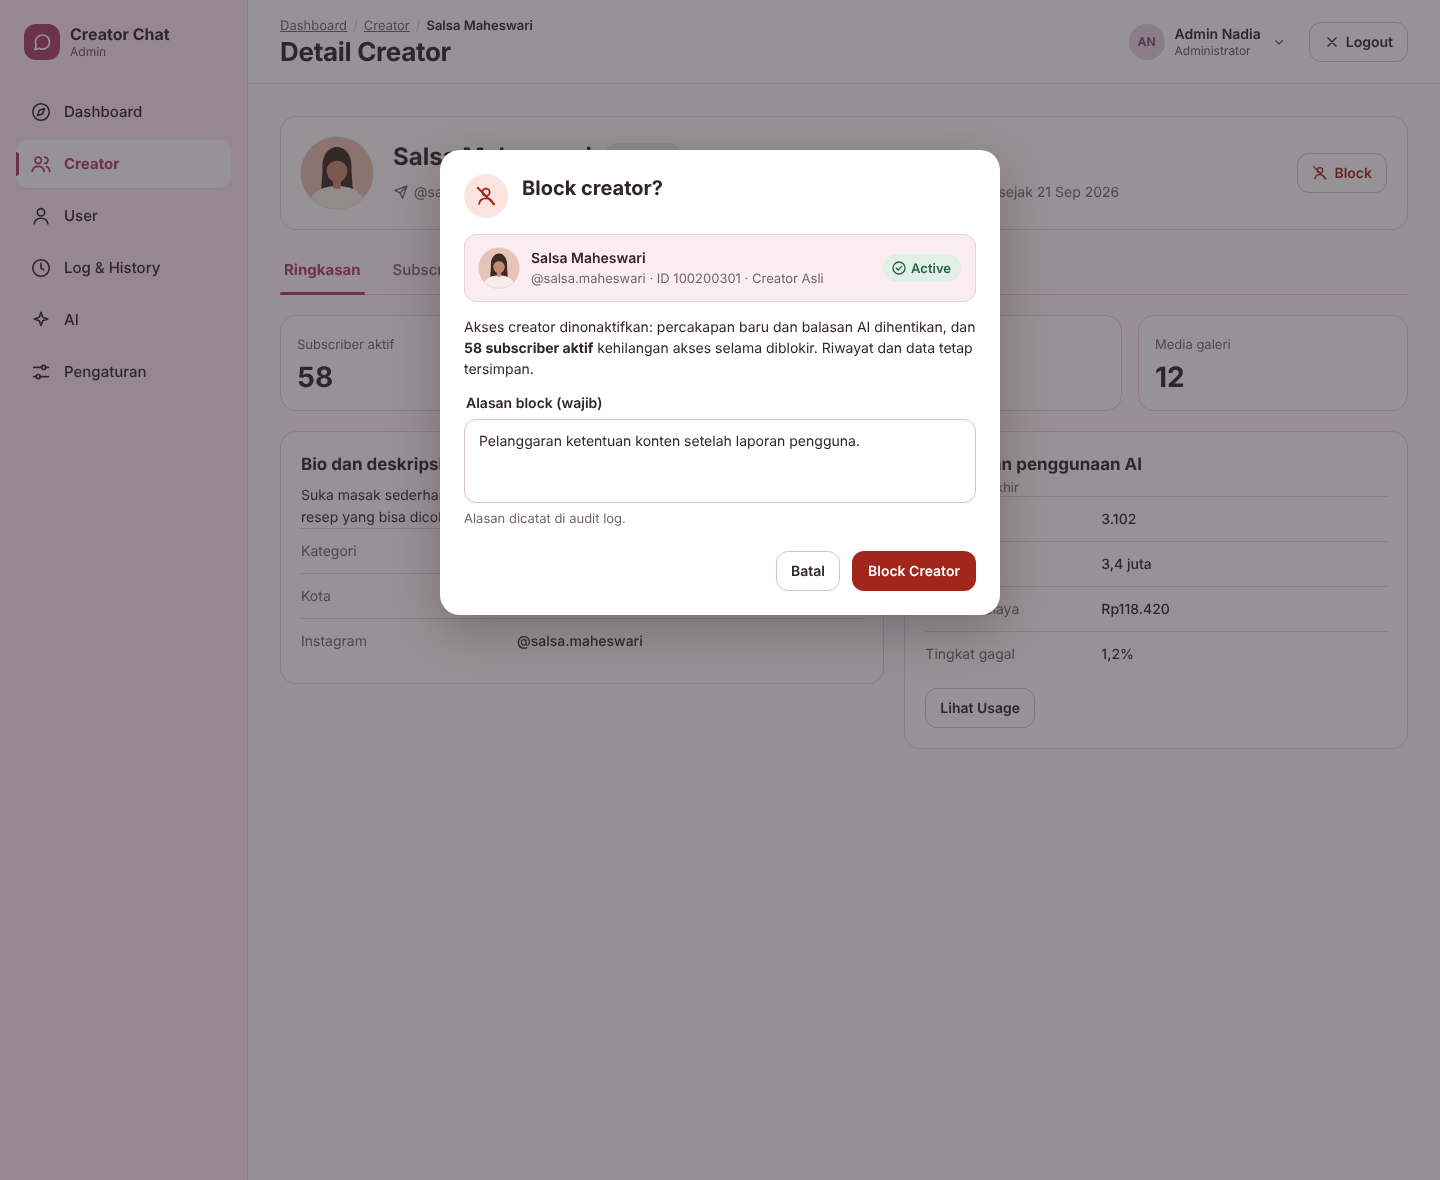 Creator Chat
Admin
Dashboard
Creator
User
Log & History
AI
Pengaturan
Dashboard / Creator / Salsa Maheswari
Detail Creator
AN
Admin Nadia
Administrator
Logout
sejak 21 Sep 2026
Block
Ringkasan
Subscriber aktif
58
Media galeri
12
Bio dan deskripsi
Suka masak
resep yang bisa
Kategori
Kota
Instagram
@salsa.maheswari
penggunaan AI
3.102
3,4 juta
Rp118.420
Tingkat gagal
1,2%
Lihat Usage
Block creator?
Salsa Maheswari
@salsa.maheswari · ID 100200301 · Creator Asli
Active
Akses creator dinonaktifkan: percakapan baru dan balasan AI dihentikan, dan
58 subscriber aktif kehilangan akses selama diblokir. Riwayat dan data tetap
tersimpan.
Alasan block (wajib)
Pelanggaran ketentuan konten setelah laporan pengguna.
Alasan dicatat di audit log.
Batal
Block Creator